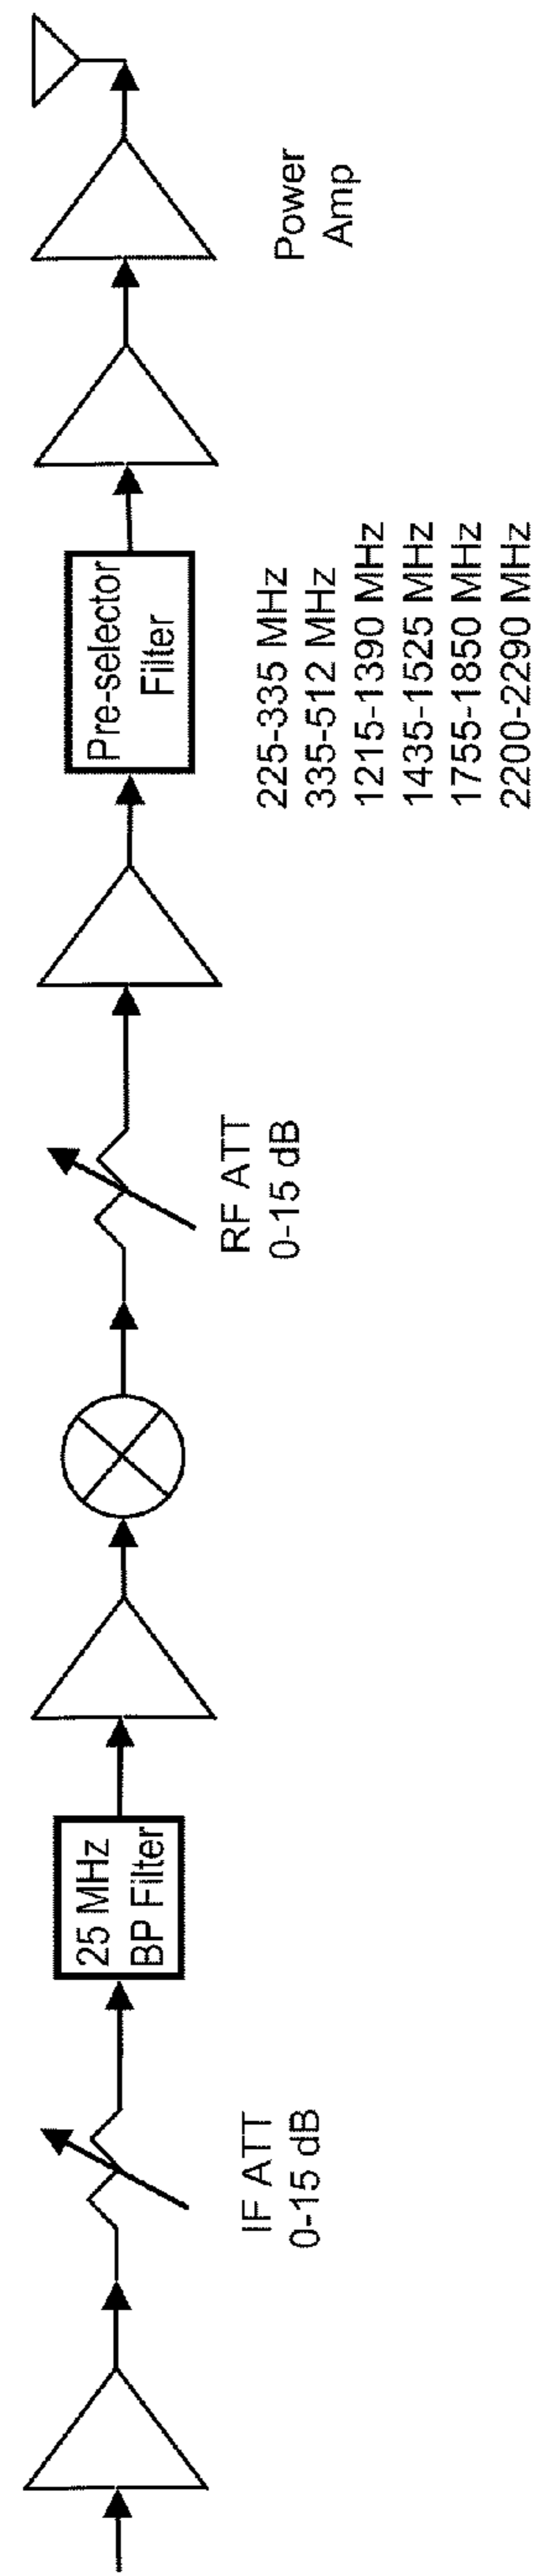 IF ATT
0-15 dB
25 MHz
BP Filter
RF ATT
0-15 dB
Pre-selector
Filter
225-335 MHz
335-512 MHz
1215-1390 MHz
1435-1525 MHz
1755-1850 MHz
2200-2290 MHz
Power
Amp